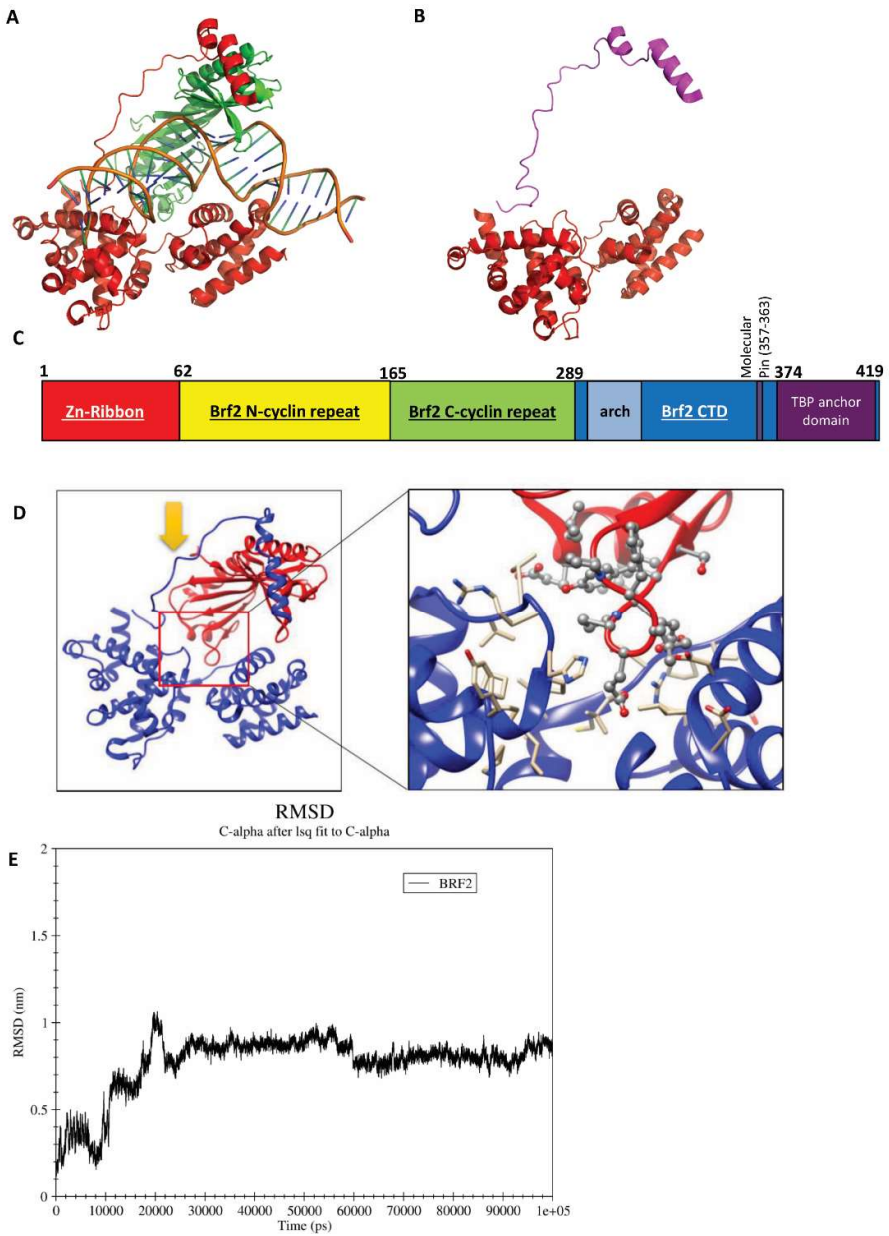 A
B
C
Molecular
Pin (357-363)
1
62
165
289
374
419
Zn-Ribbon
Brf2 N-cyclin repeat
Brf2 C-cyclin repeat
arch
Brf2 CTD
TBP anchor
domain
D
RMSD
C-alpha after lsq fit to C-alpha
E
2
BRF2
1.5
RMSD (nm)
1
0.5
0
0
10000
20000
30000
40000
50000
60000
70000
80000
90000
1e+05
Time (ps)